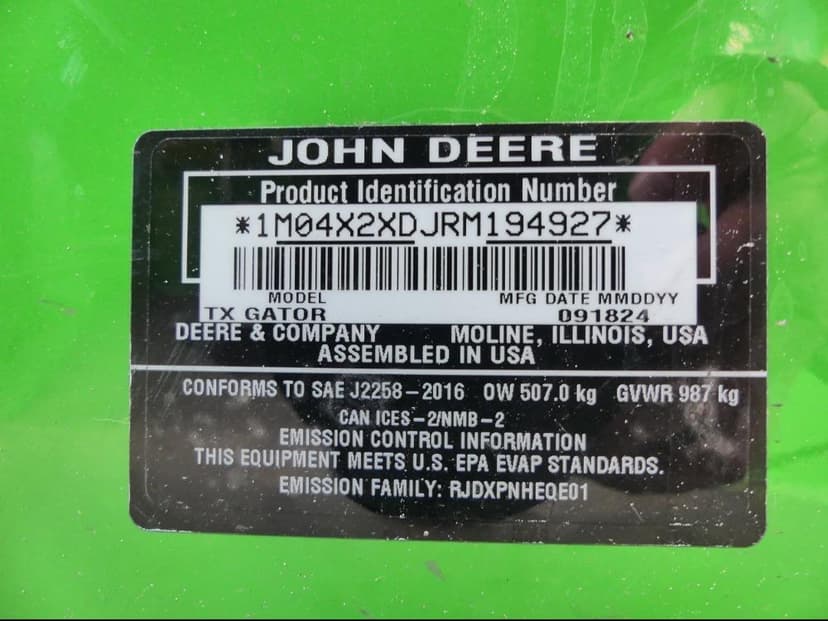 JOHN DEERE
Product Identification Number
*1M04X2XDJRM194927*
MODEL MFG DATE MMDDYY
TX GATOR 091824
DEERE & COMPANY MOLINE, ILLINOIS, USA
ASSEMBLED IN USA
CONFORMS TO SAE J2258-2016 OW 507.0 kg GVWR 987 kg
CAN ICES-2/NMB-2
EMISSION CONTROL INFORMATION
THIS EQUIPMENT MEETS U.S. EPA EVAP STANDARDS.
EMISSION FAMILY: RJDXPNHEQE01